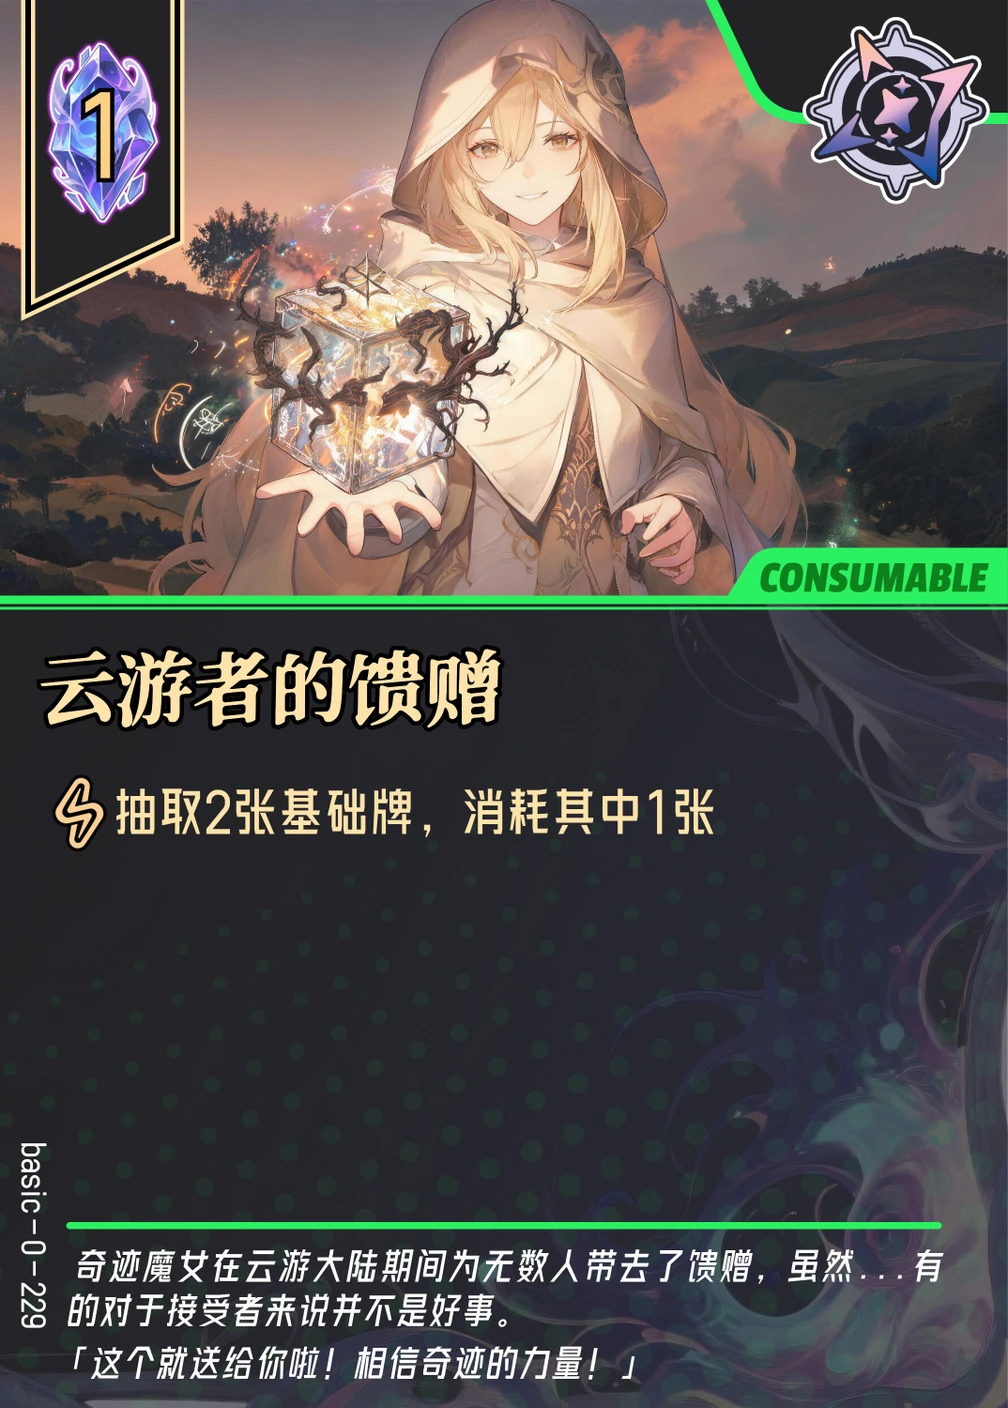 1
CONSUMABLE
云游者的馈赠
抽取2张基础牌，消耗其中1张
basic-0-229
奇迹魔女在云游大陆期间为无数人带去了馈赠，虽然...有
的对于接受者来说并不是好事。
「这个就送给你啦！相信奇迹的力量！」